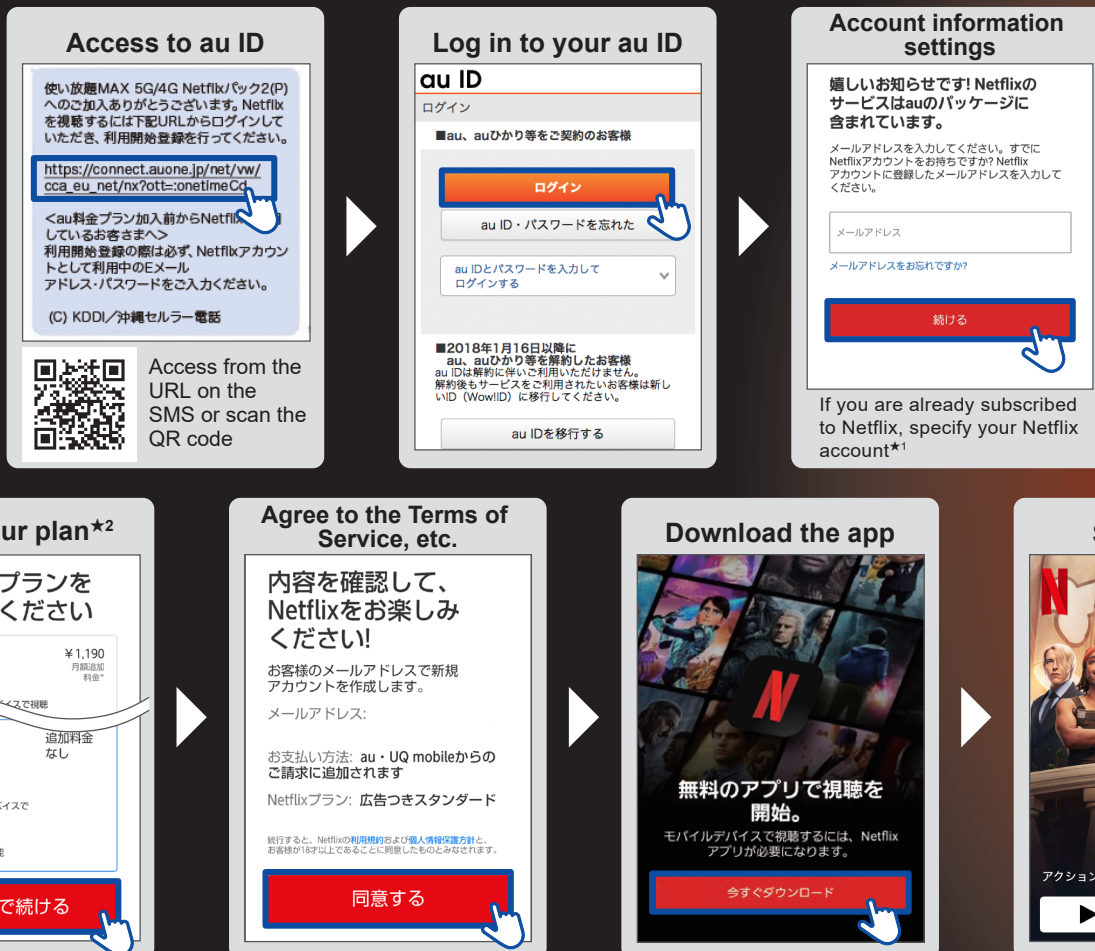 Access to au ID
使い放題MAX 5G/4G Netflixパック2(P)
へのご加入ありがとうございます。Netflix
を視聴するには下記URLからログインして
いただき、利用開始登録を行ってください。
https://connect.auone.jp/net/vw/
cca_eu_net/nx?ott=:onetimeCd
<au料金プラン加入前からNetflix
しているお客さまへ>
利用開始登録の際は必ず、Netflixアカウン
トとして利用中のEメール
アドレス・パスワードをご入力ください。
(C) KDDI/沖縄セルラー電話
Access from the
URL on the
SMS or scan the
QR code
Log in to your au ID
au ID
ログイン
■au、auひかり等をご契約のお客様
ログイン
au ID・パスワードを忘れた
au IDとパスワードを入力して
ログインする
■2018年1月16日以降に
au、auひかり等を解約したお客様
au IDは解約に伴いご利用いただけません。
解約後もサービスをご利用されたいお客様は新し
いID（Wow!ID）に移行してください。
au IDを移行する
Account information
settings
嬉しいお知らせです! Netflixの
サービスはauのパッケージに
含まれています。
メールアドレスを入力してください。すでに
Netflixアカウントをお持ちですか? Netflix
アカウントに登録したメールアドレスを入力して
ください。
メールアドレス
メールアドレスをお忘れですか?
続ける
If you are already subscribed
to Netflix, specify your Netflix
account★1
ur plan★2
プランを
ください
¥1,190
月額追加
料金*
イスで視聴
追加料金
なし
バイスで
で続ける
Agree to the Terms of
Service, etc.
内容を確認して、
Netflixをお楽しみ
ください!
お客様のメールアドレスで新規
アカウントを作成します。
メールアドレス:
お支払い方法: au・UQ mobileからの
ご請求に追加されます
Netflixプラン: 広告つきスタンダード
続行すると、Netflixの利用規約および個人情報保護方針と、
お客様が18才以上であることに同意したものとみなされます。
同意する
Download the app
N
無料のアプリで視聴を
開始。
モバイルデバイスで視聴するには、Netflix
アプリが必要になります。
今すぐダウンロード
S
N
アクション